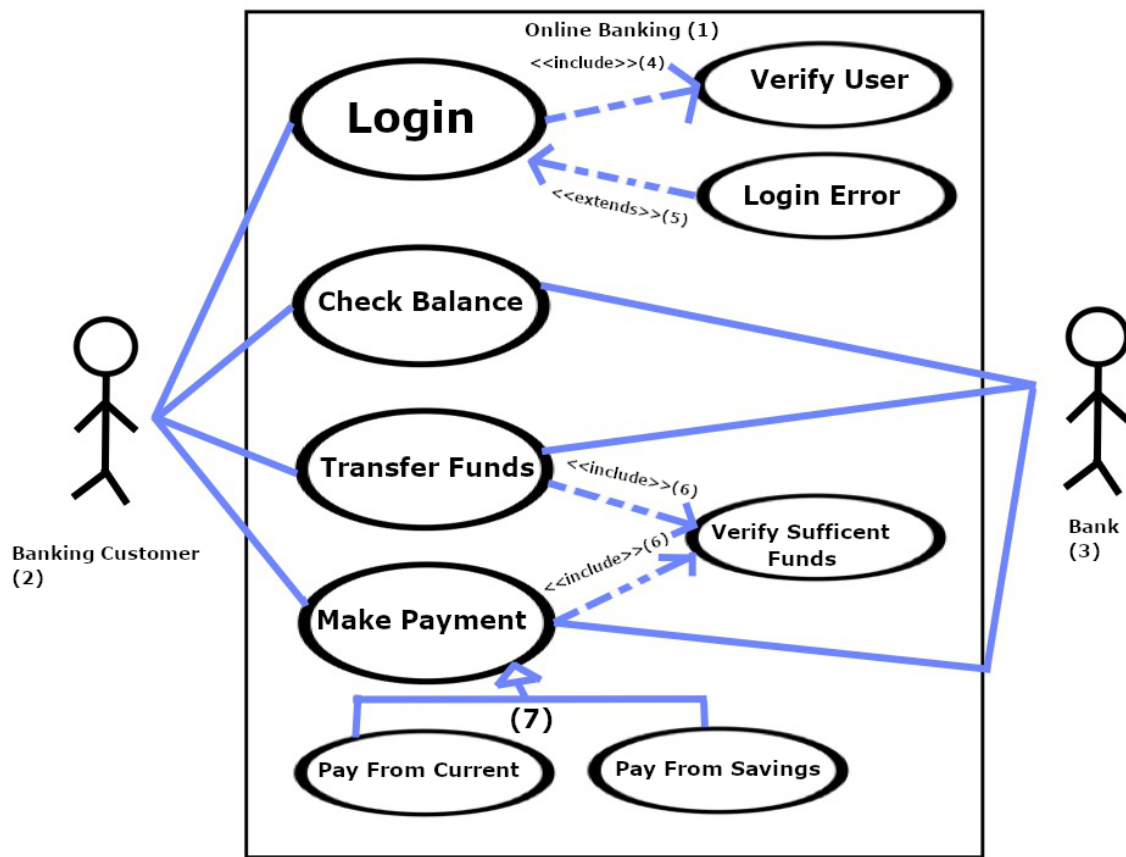 Online Banking (1)
<<include>>(4)
Verify User
Login
Login Error
<<extends>>(5)
Check Balance
Transfer Funds
<<include>>(6)
Verify Sufficent
Funds
Banking Customer
(2)
Bank
(3)
<<include>>(6)
Make Payment
(7)
Pay From Current
Pay From Savings